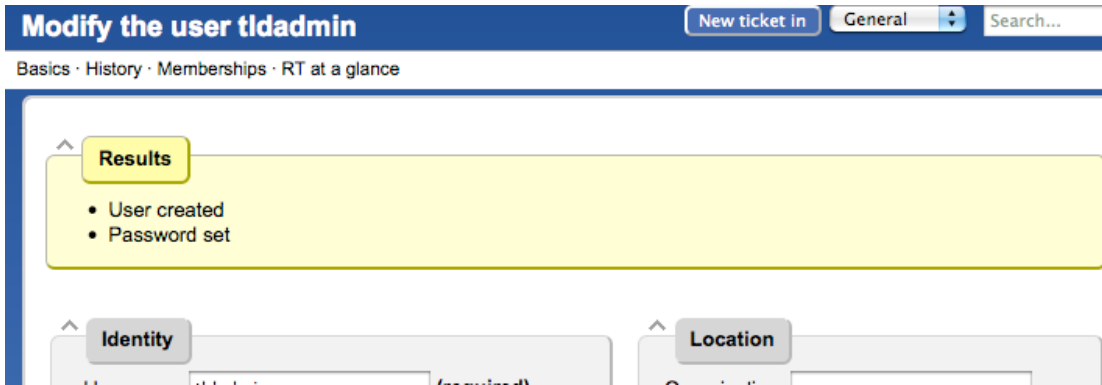 Modify the user tldadmin
New ticket in General Search...
Basics · History · Memberships · RT at a glance
Results
• User created
• Password set
Identity
Location
(required)